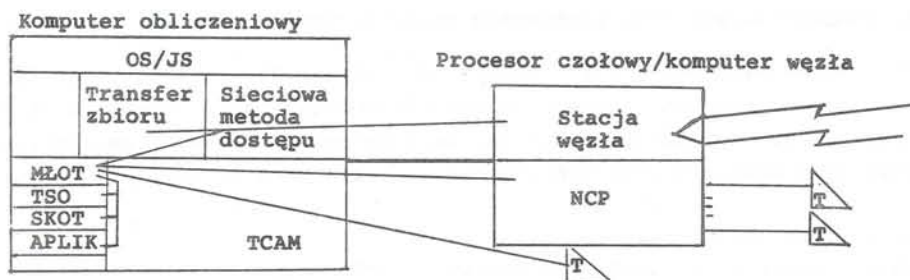 Komputer obliczeniowy
OS/JS
Transfer
zbioru
Sieciowa
metoda
dostępu
MŁOT
TSO
SKOT
APLIK
TCAM
Procesor czołowy/komputer węzła
Stacja
węzła
NCP
T
T
T